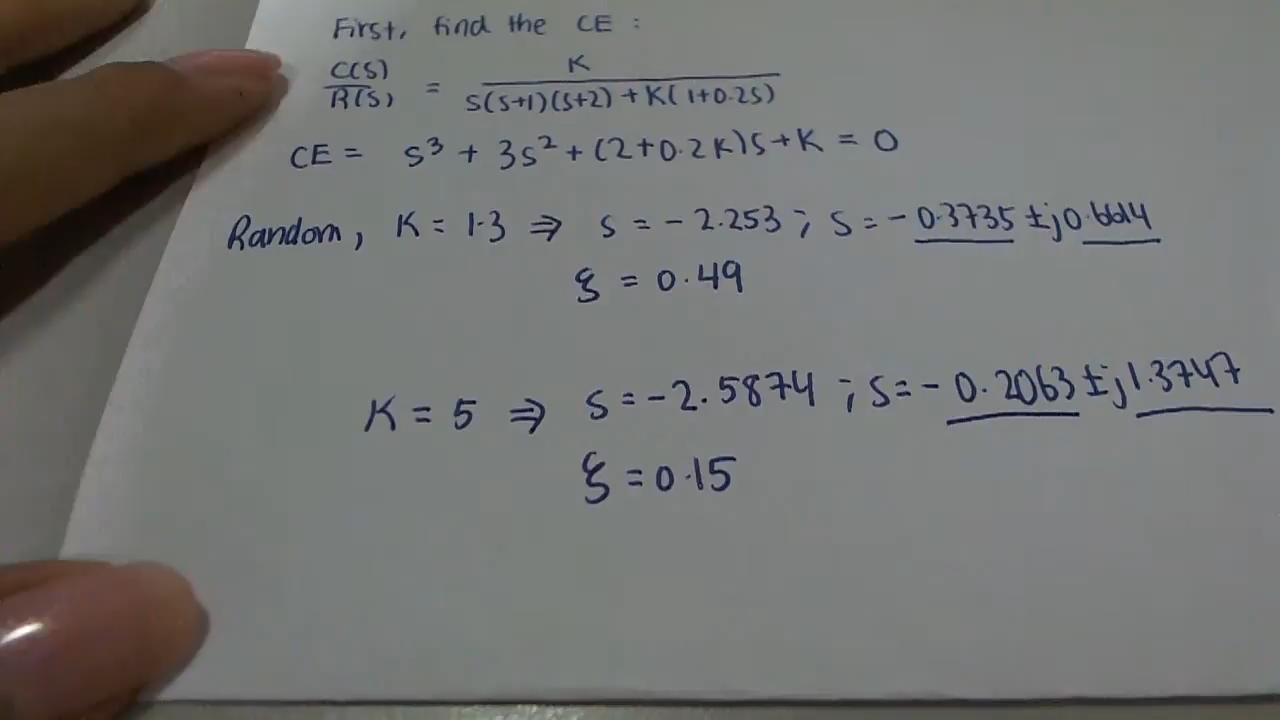 First, find the CE :
C(S)/R(S) = K/S(S+1)(S+2)+K(1+0.2S)
CE = S³ + 3S² + (2+0.2K)S+K = 0
Random, K = 1.3 ⇒ S = -2.253 ; S = -0.3735 ±j0.6614
ξ = 0.49
K = 5 ⇒ S = -2.5874 ; S = -0.2063 ±j1.3747
ξ = 0.15